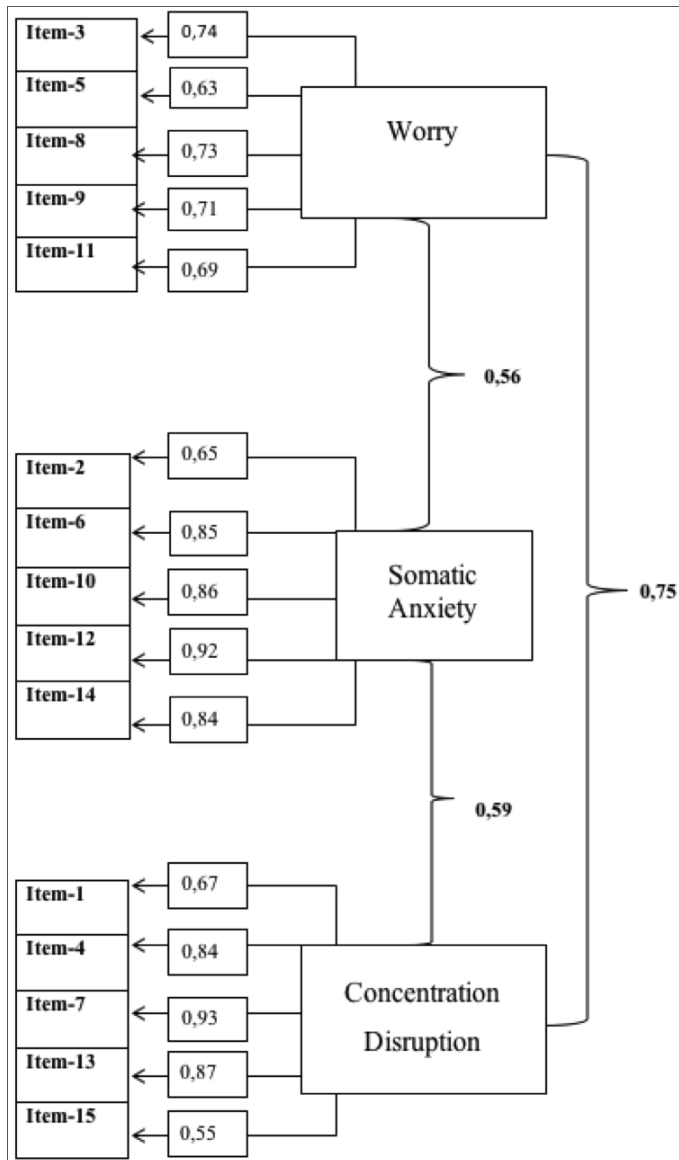 Item-3
0,74
Item-5
0,63
Worry
Item-8
0,73
Item-9
0,71
Item-11
0,69
0,56
Item-2
0,65
Item-6
0,85
Somatic
Anxiety
Item-10
0,86
0,75
Item-12
0,92
Item-14
0,84
0,59
Item-1
0,67
Item-4
0,84
Concentration
Disruption
Item-7
0,93
Item-13
0,87
Item-15
0,55